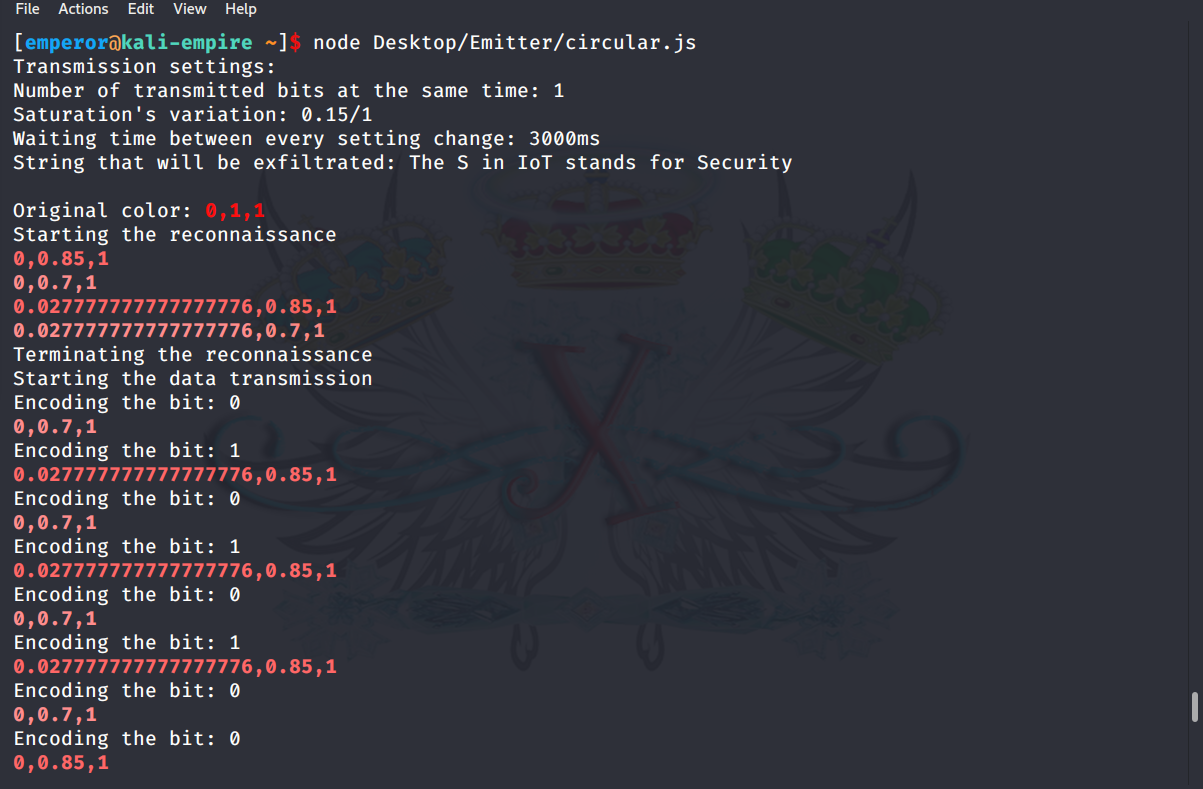 File Actions Edit View Help
[emperor@kali-empire ~]$ node Desktop/Emitter/circular.js
Transmission settings:
Number of transmitted bits at the same time: 1
Saturation's variation: 0.15/1
Waiting time between every setting change: 3000ms
String that will be exfiltrated: The S in IoT stands for Security
Original color: 0,1,1
Starting the reconnaissance
0,0.85,1
0,0.7,1
0.027777777777777776,0.85,1
0.027777777777777776,0.7,1
Terminating the reconnaissance
Starting the data transmission
Encoding the bit: 0
0,0.7,1
Encoding the bit: 1
0.027777777777777776,0.85,1
Encoding the bit: 0
0,0.7,1
Encoding the bit: 1
0.027777777777777776,0.85,1
Encoding the bit: 0
0,0.7,1
Encoding the bit: 1
0.027777777777777776,0.85,1
Encoding the bit: 0
0,0.7,1
Encoding the bit: 0
0,0.85,1